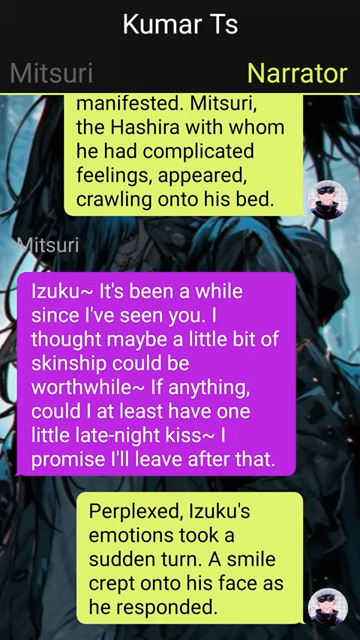 Kumar Ts
Mitsuri
Narrator
manifested. Mitsuri,
the Hashira with whom
he had complicated
feelings, appeared,
crawling onto his bed.
Mitsuri
Izuku~ It's been a while
since I've seen you. I
thought maybe a little bit of
skinship could be
worthwhile~ If anything,
could I at least have one
little late-night kiss~ I
promise I'll leave after that.
Perplexed, Izuku's
emotions took a
sudden turn. A smile
crept onto his face as
he responded.